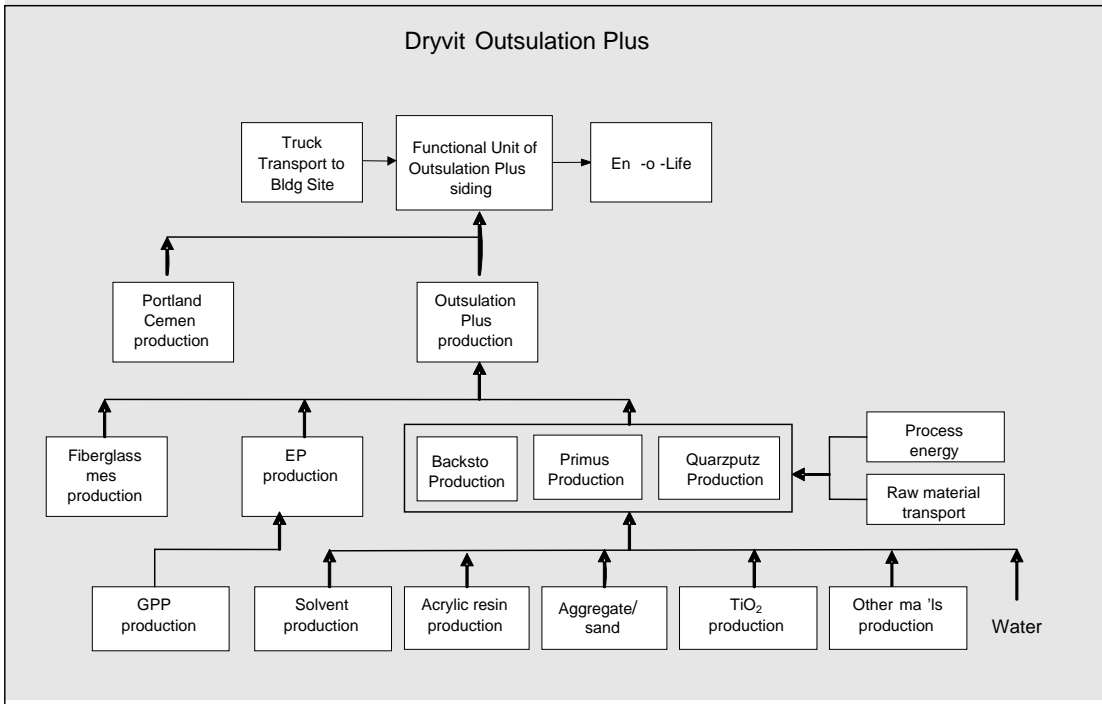 Dryvit Outsulation Plus
Truck
Transport to
Bldg Site
Functional Unit of
Outsulation Plus
siding
En -o -Life
Portland
Cemen
production
Outsulation
Plus
production
Fiberglass
mes
production
EP
production
Backsto
Production
Primus
Production
Quarzputz
Production
Process
energy
Raw material
transport
GPP
production
Solvent
production
Acrylic resin
production
Aggregate/
sand
TiO₂
production
Other ma 'ls
production
Water